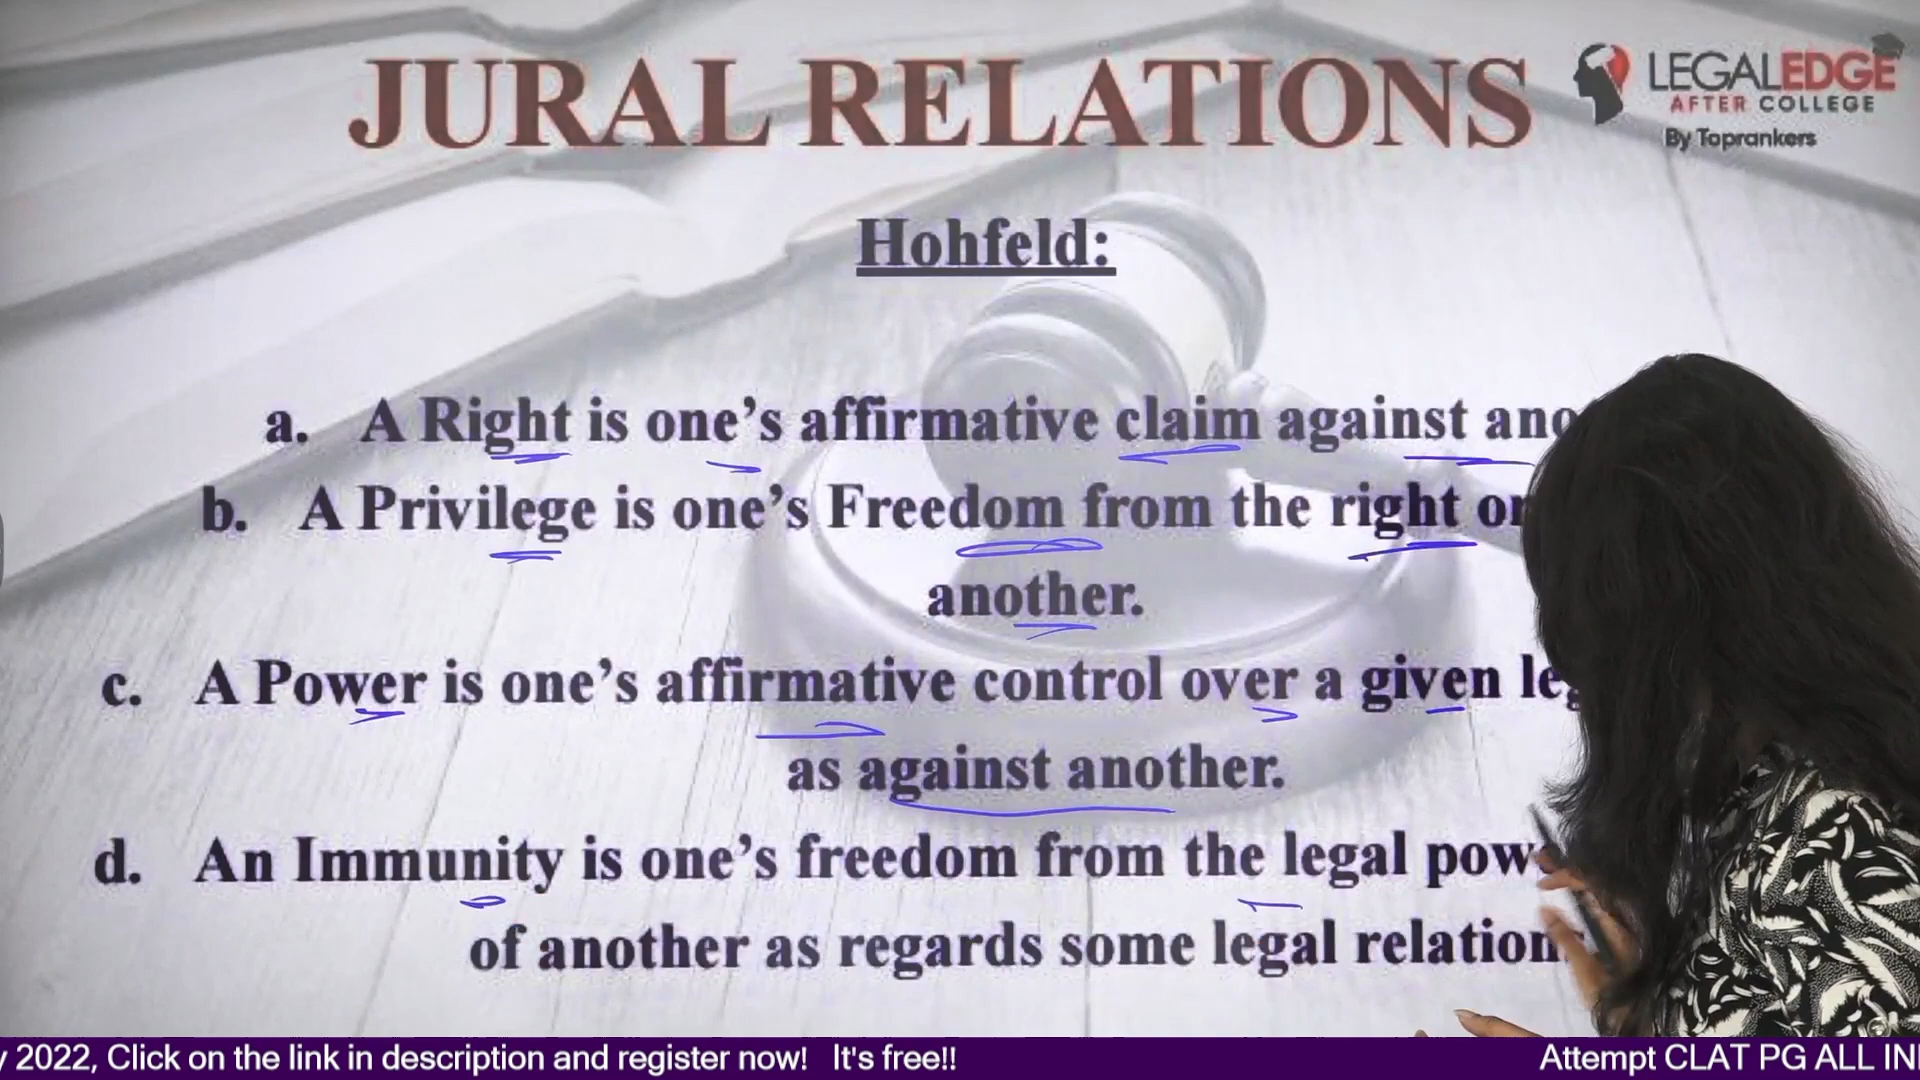 JURAL RELATIONS
LEGALEDGE
AFTER COLLEGE
By Toprankers
Hohfeld:
a. A Right is one's affirmative claim against
b. A Privilege is one's Freedom from the right or
another.
c. A Power is one's affirmative control over a given
as against another.
d. An Immunity is one's freedom from the legal
of another as regards some legal relation
2022, Click on the link in description and register now! It's free!! Attempt CLAT PG ALL